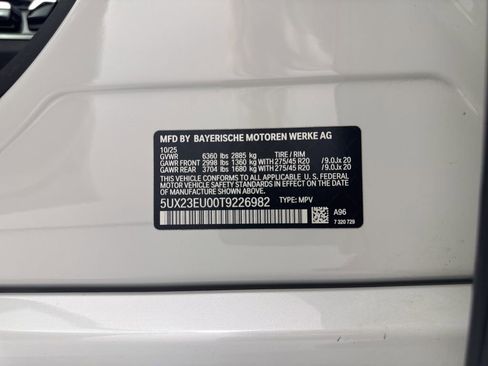 MFD BY BAYERISCHE MOTOREN WERKE AG
10/25
GVWR 6360 lbs 2885 kg TIRE / RIM
GAWR FRONT 2998 lbs 1360 kg WITH 275/45 R20 / 9.0Jx 20
GAWR REAR 3704 lbs 1680 kg WITH 275/45 R20 / 9.0Jx 20
THIS VEHICLE CONFORMS TO ALL APPLICABLE U.S. FEDERAL
MOTOR VEHICLE SAFETY AND THEFT PREVENTION STANDARDS
IN EFFECT ON THE DATE OF MANUFACTURE SHOWN ABOVE.
5UX23EU00T9226982 TYPE: MPV
A96
7 320 729